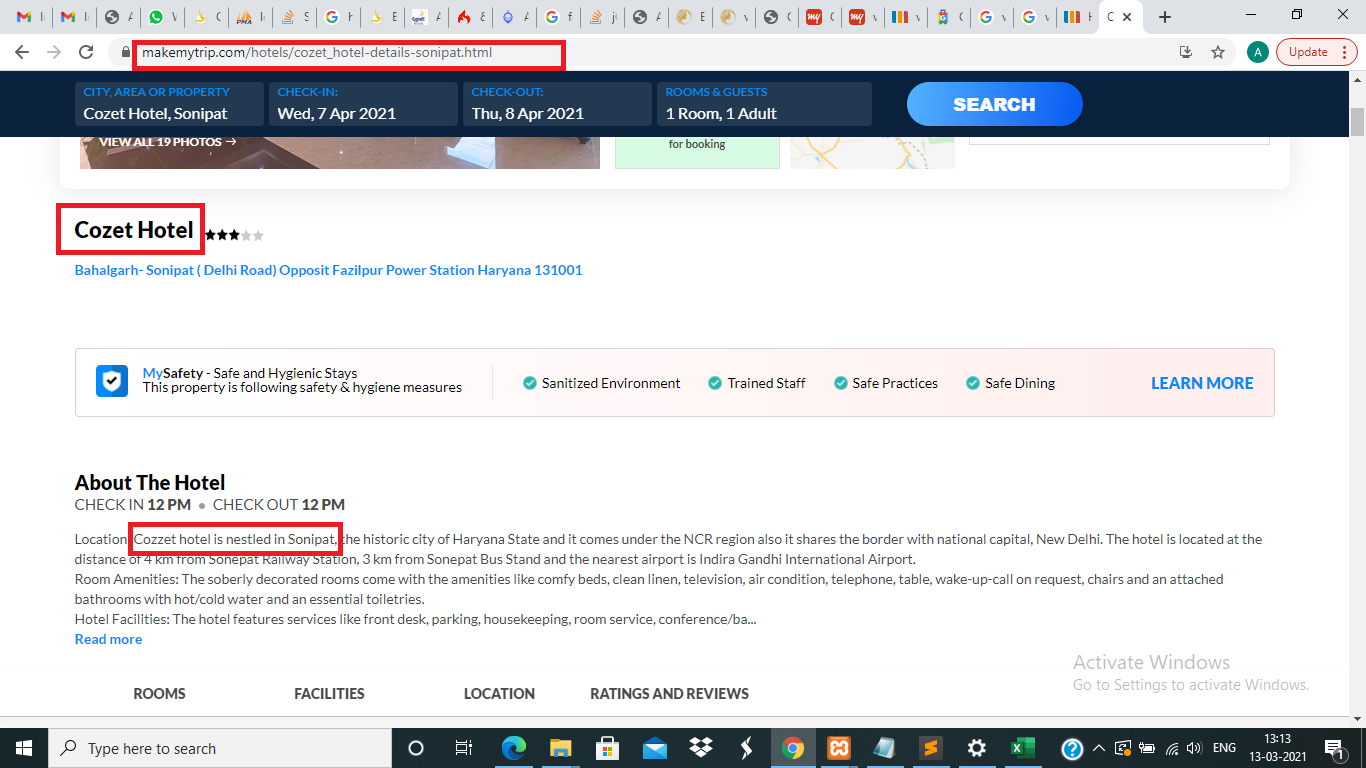 makemytrip.com/hotels/cozet_hotel-details-sonipat.html
A
Update
CITY, AREA OR PROPERTY
Cozet Hotel, Sonipat
CHECK-IN:
Wed, 7 Apr 2021
CHECK-OUT:
Thu, 8 Apr 2021
ROOMS & GUESTS
1 Room, 1 Adult
SEARCH
VIEW ALL 19 PHOTOS →
for booking
Cozet Hotel
Bahalgarh- Sonipat ( Delhi Road) Opposit Fazilpur Power Station Haryana 131001
MySafety - Safe and Hygienic Stays
This property is following safety & hygiene measures
Sanitized Environment
Trained Staff
Safe Practices
Safe Dining
LEARN MORE
About The Hotel
CHECK IN 12 PM ● CHECK OUT 12 PM
Location Cozzet hotel is nestled in Sonipat, the historic city of Haryana State and it comes under the NCR region also it shares the border with national capital, New Delhi. The hotel is located at the
distance of 4 km from Sonepat Railway Station, 3 km from Sonepat Bus Stand and the nearest airport is Indira Gandhi International Airport.
Room Amenities: The soberly decorated rooms come with the amenities like comfy beds, clean linen, television, air condition, telephone, table, wake-up-call on request, chairs and an attached
bathrooms with hot/cold water and an essential toiletries.
Hotel Facilities: The hotel features services like front desk, parking, housekeeping, room service, conference/ba...
Read more
Activate Windows
Go to Settings to activate Windows.
ROOMS
FACILITIES
LOCATION
RATINGS AND REVIEWS
Type here to search
ENG
13:13
13-03-2021
1